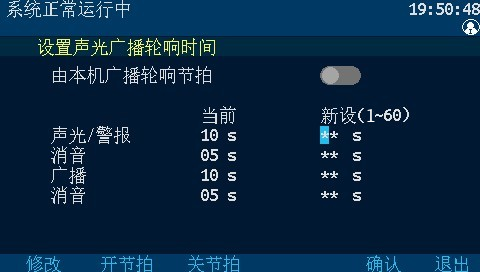 系统正常运行中 19:50:48
设置声光广播轮响时间
由本机广播轮响节拍
当前 新设(1~60)
声光/警报 10 s ** s
消音 05 s ** s
广播 10 s ** s
消音 05 s ** s
修改 开节拍 关节拍 确认 退出